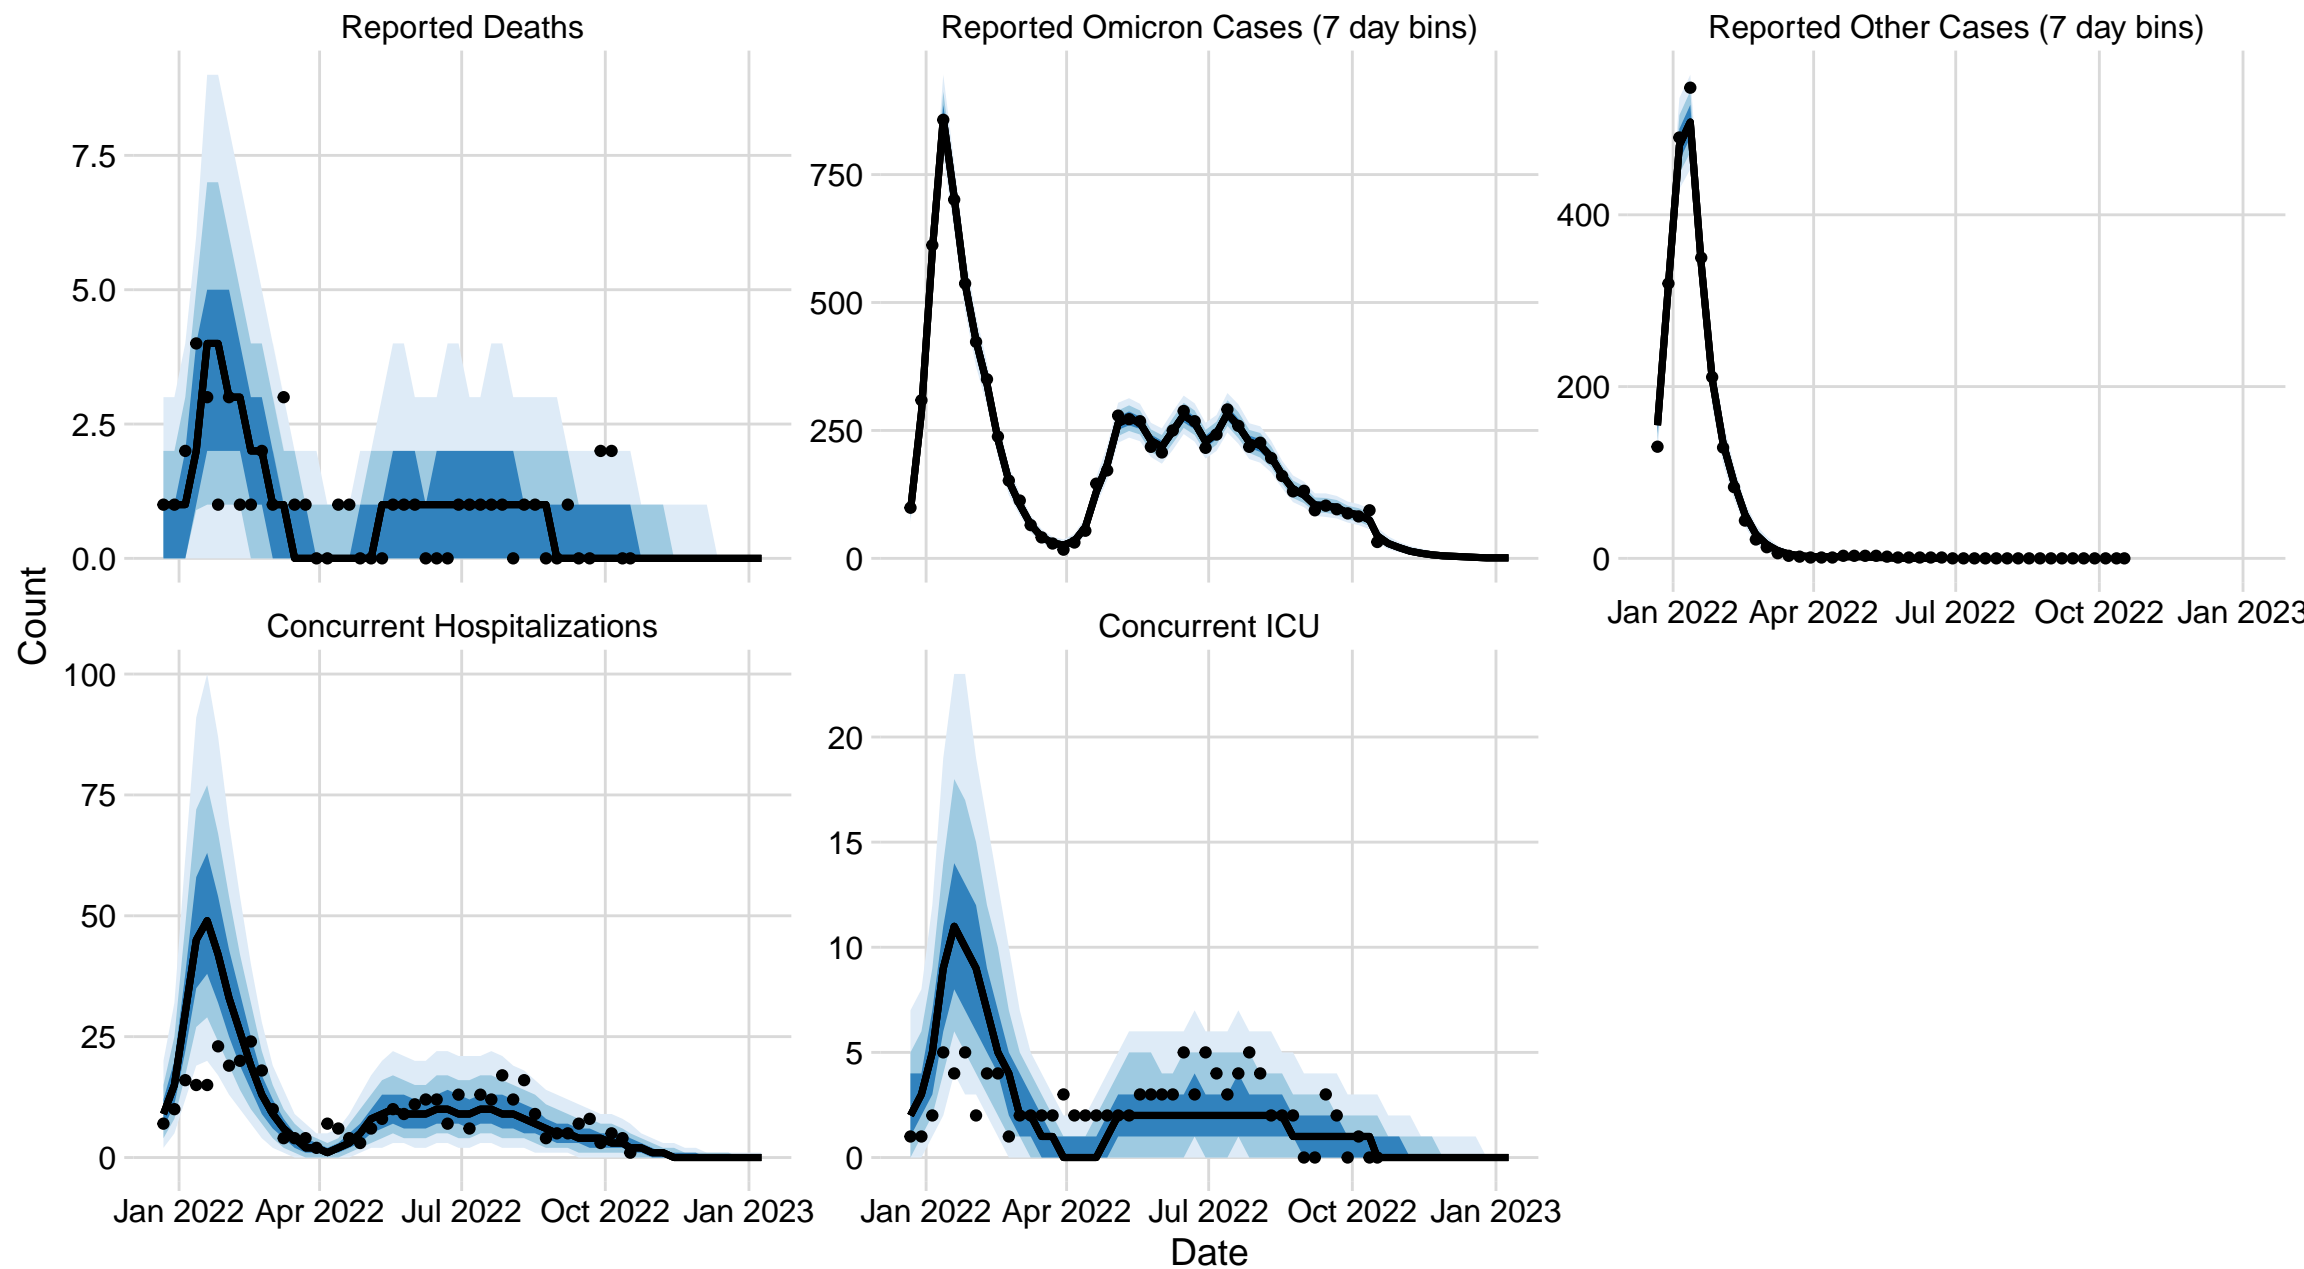 Reported Deaths
Reported Omicron Cases (7 day bins)
Reported Other Cases (7 day bins)
7.5
5.0
2.5
0.0
750
500
250
0
400
200
0
Jan 2022 Apr 2022 Jul 2022 Oct 2022 Jan 2023
Count
Concurrent Hospitalizations
Concurrent ICU
100
75
50
25
0
20
15
10
5
0
Jan 2022 Apr 2022 Jul 2022 Oct 2022 Jan 2023
Jan 2022 Apr 2022 Jul 2022 Oct 2022 Jan 2023
Date